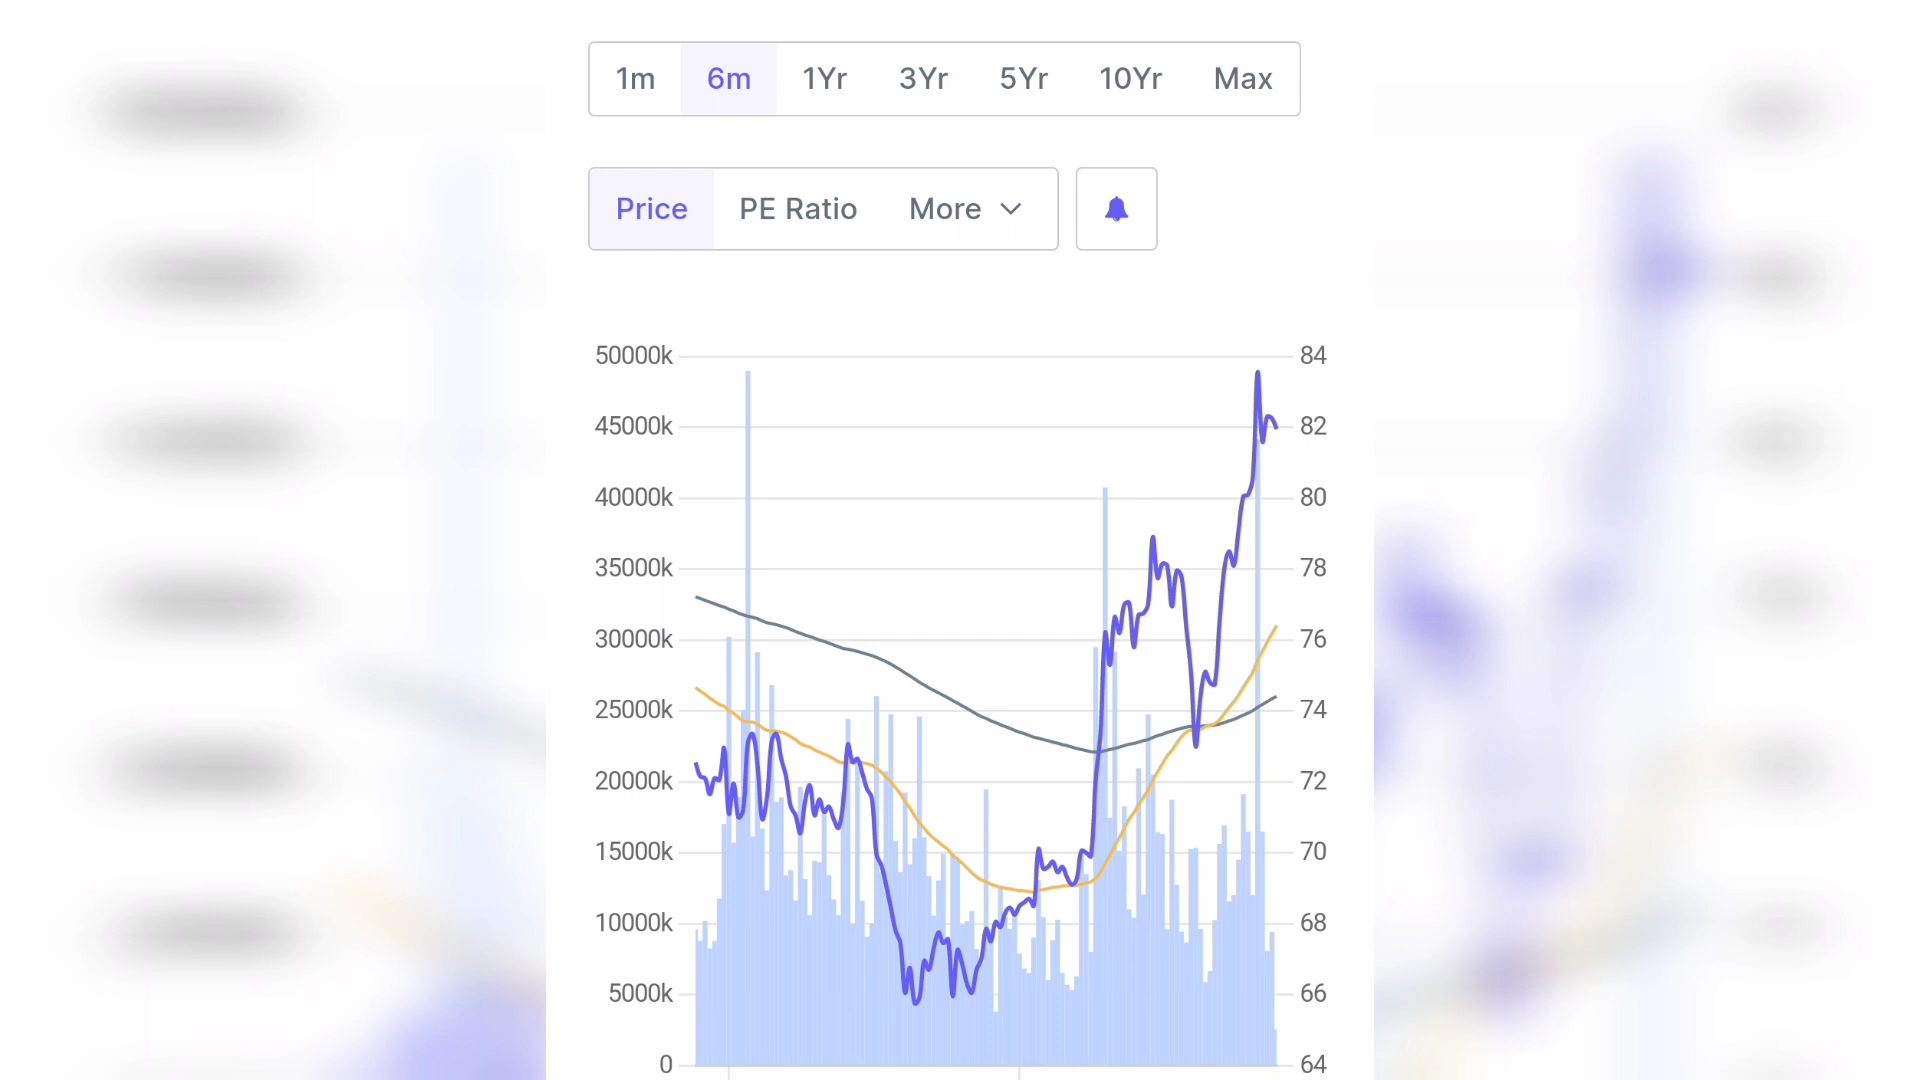 1m 6m 1Yr 3Yr 5Yr 10Yr Max
Price PE Ratio More
50000k 84
45000k 82
40000k 80
35000k 78
30000k 76
25000k 74
20000k 72
15000k 70
10000k 68
5000k 66
0 64